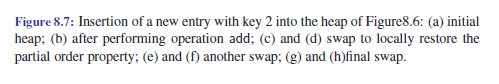 Figure 8.7: Insertion of a new entry with key 2 into the heap of Figure8.6: (a) initial
heap; (b) after performing operation add; (c) and (d) swap to locally restore the
partial order property; (e) and (f) another swap; (g) and (h)final swap.